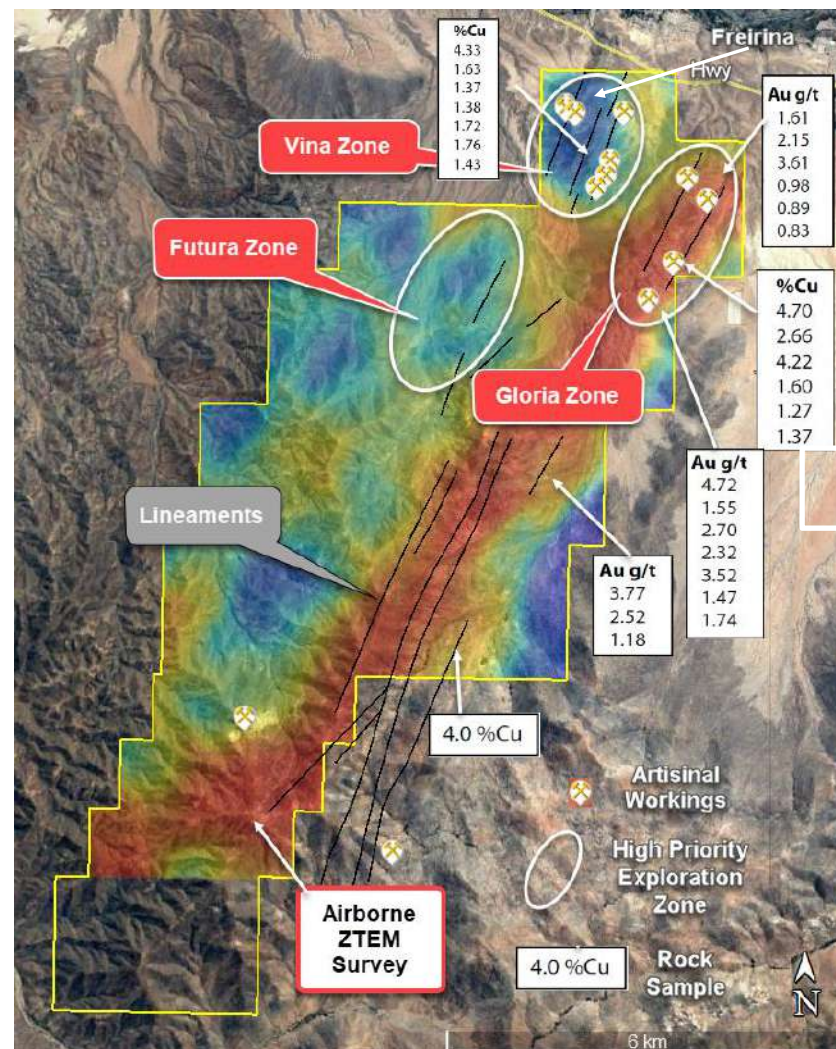 %Cu
4.33
1.63
1.37
1.38
1.72
1.76
1.43
Freirina
Hwy
Au g/t
1.61
2.15
3.61
0.98
0.89
0.83
Vina Zone
Futura Zone
%Cu
4.70
2.66
4.22
1.60
1.27
1.37
Gloria Zone
Au g/t
4.72
1.55
2.70
2.32
3.52
1.47
1.74
Lineaments
Au g/t
3.77
2.52
1.18
4.0 %Cu
Artisinal
Workings
High Priority
Exploration
Zone
Airborne
ZTEM
Survey
4.0 %Cu
Rock
Sample
N
6 km